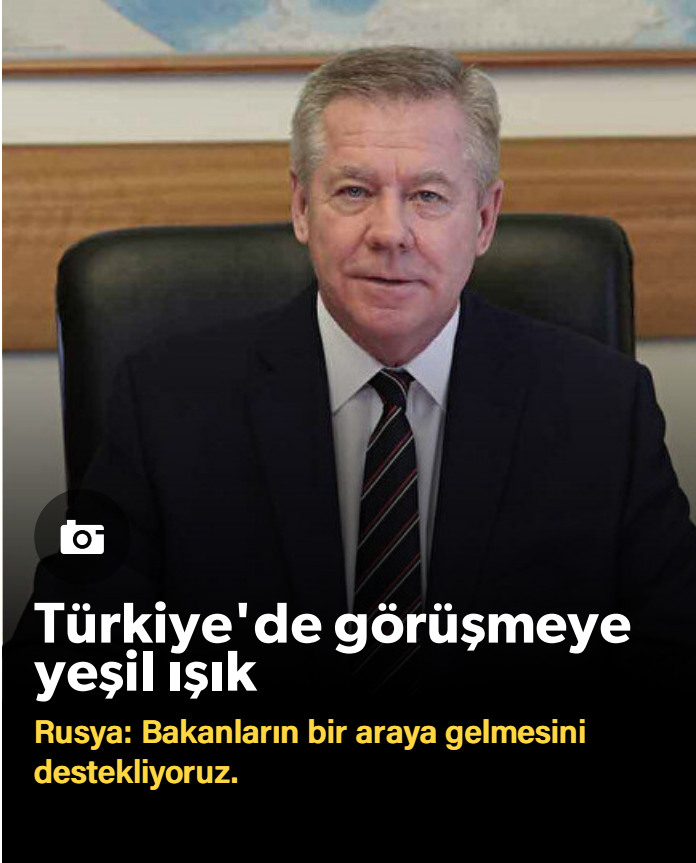 Türkiye'de görüşmeye
yeşil ışık
Rusya: Bakanların bir araya gelmesini
destekliyoruz.